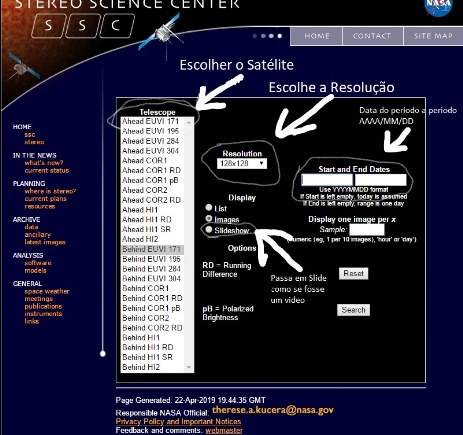 STEREO SCIENCE CENTER
SSC
NASA
HOME
CONTACT
SITE MAP
Escolher o Satélite
Escolhe a Resolução
Data do periodo a periodo
AAAA/MM/DD
HOME
ssc
stereo
IN THE NEWS
what's new?
current status
PLANNING
where is stereo?
current plans
resources
ARCHIVE
data
ancillary
latest images
ANALYSIS
software
models
GENERAL
space weather
meetings
publications
instruments
links
Telescope
Ahead EUVI 171
Ahead EUVI 195
Ahead EUVI 284
Ahead EUVI 304
Ahead COR1
Ahead COR1 RD
Ahead COR1 pB
Ahead COR2
Ahead COR2 RD
Ahead HI1
Ahead HI1 RD
Ahead HI1 SR
Ahead HI2
Behind EUVI 171
Behind EUVI 195
Behind EUVI 284
Behind EUVI 304
Behind COR1
Behind COR1 RD
Behind COR1 pB
Behind COR2
Behind COR2 RD
Behind HI1
Behind HI1 RD
Behind HI1 SR
Behind HI2
Resolution
128x128
Display
List
Images
Slideshow
Options
RD = Running
Difference
pB = Polarized
Brightness
Start and End Dates
Use YYYYMMDD format
If Start is left empty, today is assumed
If End is left empty, range is one day
Display one image per x
Sample:
(numeric (eg, 1 per 10 images), 'hour' or 'day')
Passa em Slide
como se fosse
um video
Reset
Search
Page Generated: 22-Apr-2019 19:44:35 GMT
Responsible NASA Official: therese.a.kucera@nasa.gov
Privacy Policy and Important Notices
Feedback and comments: webmaster